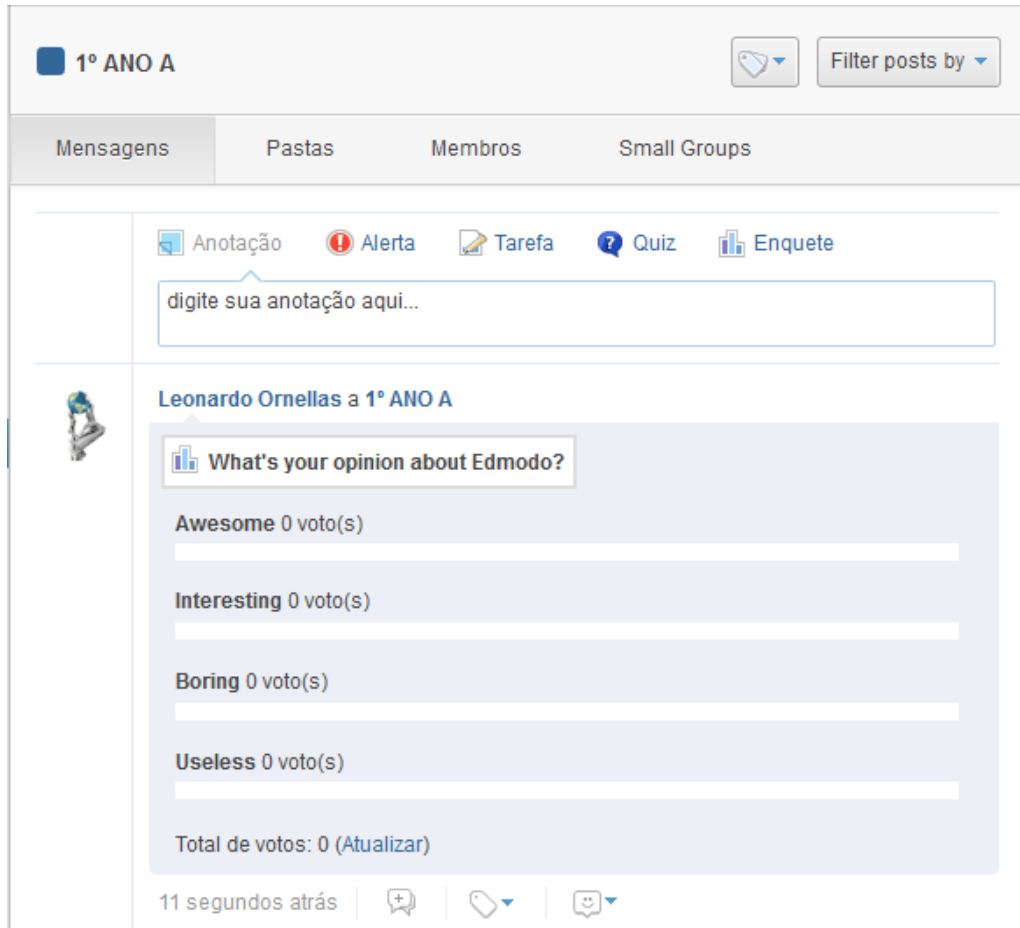 1º ANO A
Filter posts by
Mensagens Pastas Membros Small Groups
Anotação Alerta Tarefa Quiz Enquete
digite sua anotação aqui...
Leonardo Ornellas a 1º ANO A
What's your opinion about Edmodo?
Awesome 0 voto(s)
Interesting 0 voto(s)
Boring 0 voto(s)
Useless 0 voto(s)
Total de votos: 0 (Atualizar)
11 segundos atrás